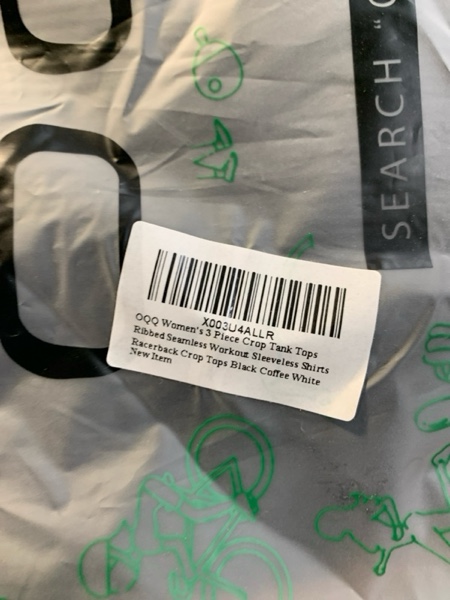 SEARCH "
X003U4ALLR
OQQ Women's 3 Piece Crop Tank Tops
Ribbed Seamless Workout Sleeveless Shirts
Racerback Crop Tops Black Coffee White
New Item